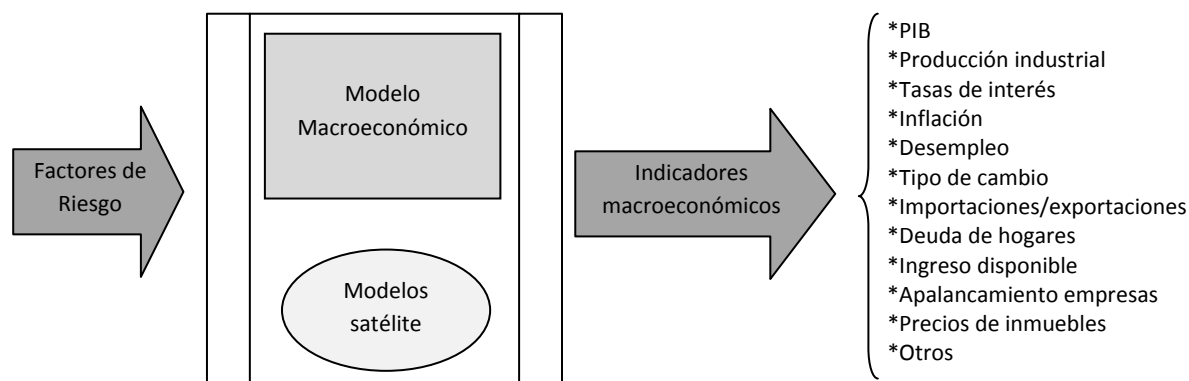 Factores de
Riesgo
Modelo
Macroeconómico
Modelos
satélite
Indicadores
macroeconómicos
*PIB
*Producción industrial
*Tasas de interés
*Inflación
*Desempleo
*Tipo de cambio
*Importaciones/exportaciones
*Deuda de hogares
*Ingreso disponible
*Apalancamiento empresas
*Precios de inmuebles
*Otros